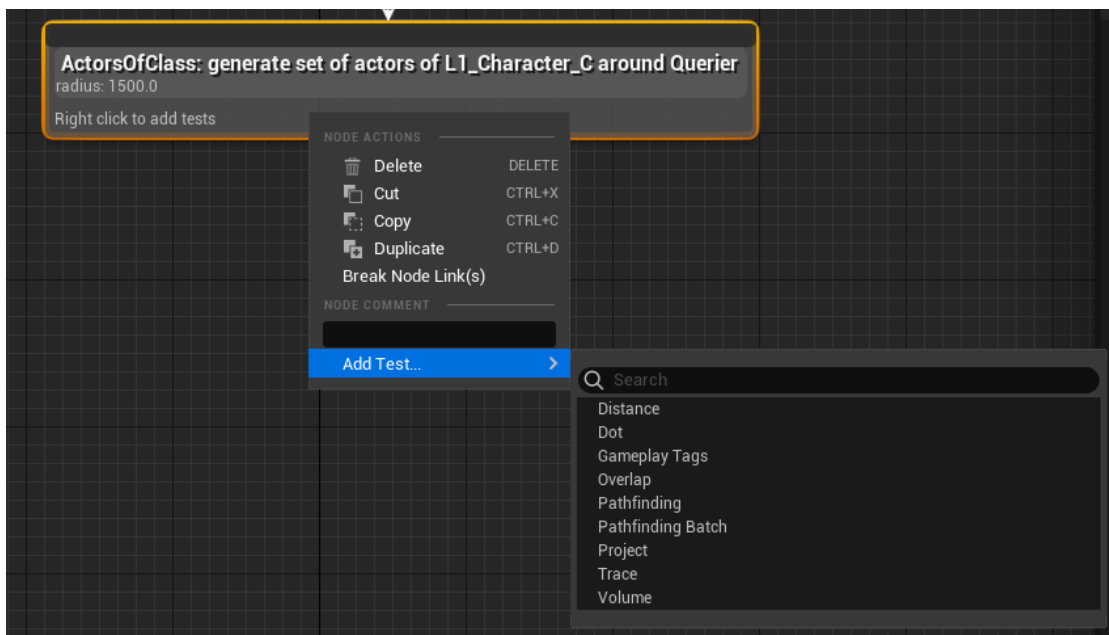 ActorsOfClass: generate set of actors of L1_Character_C around Querier
radius: 1500.0
Right click to add tests
NODE ACTIONS
Delete DELETE
Cut CTRL+X
Copy CTRL+C
Duplicate CTRL+D
Break Node Link(s)
NODE COMMENT
Add Test...
Search
Distance
Dot
Gameplay Tags
Overlap
Pathfinding
Pathfinding Batch
Project
Trace
Volume